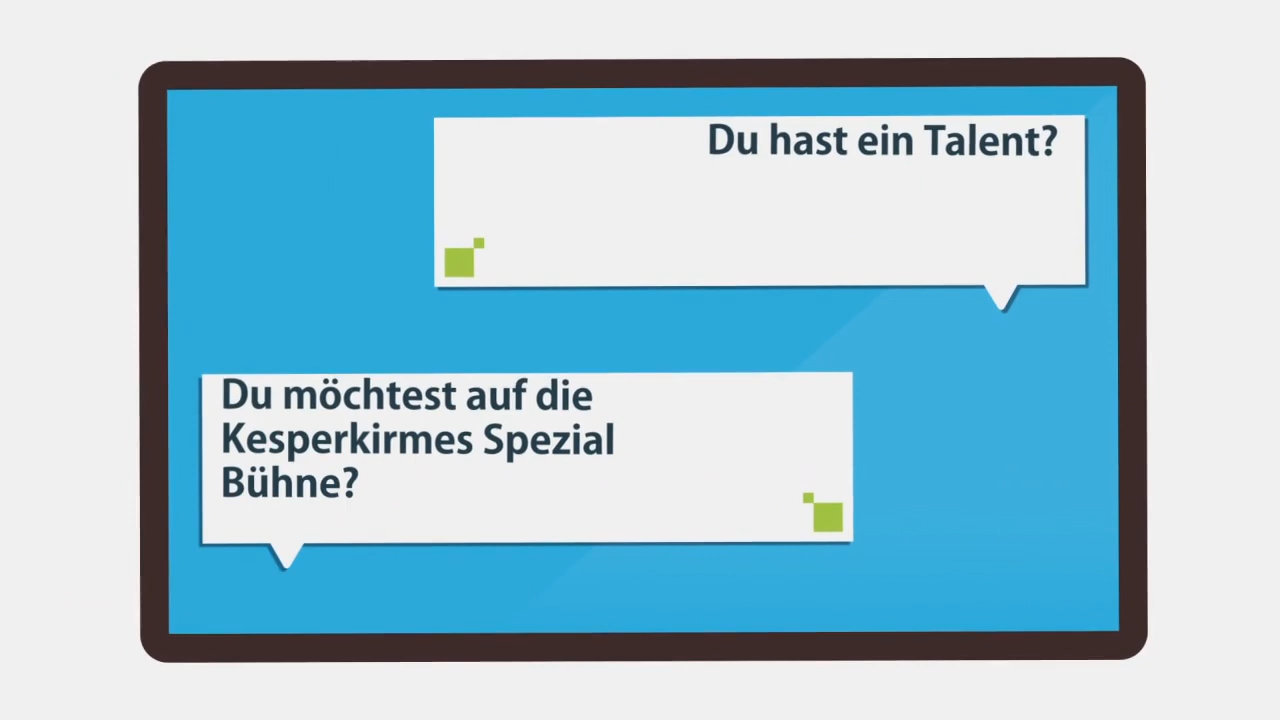 Du hast ein Talent?
Du möchtest auf die
Kesperkirmes Spezial
Bühne?